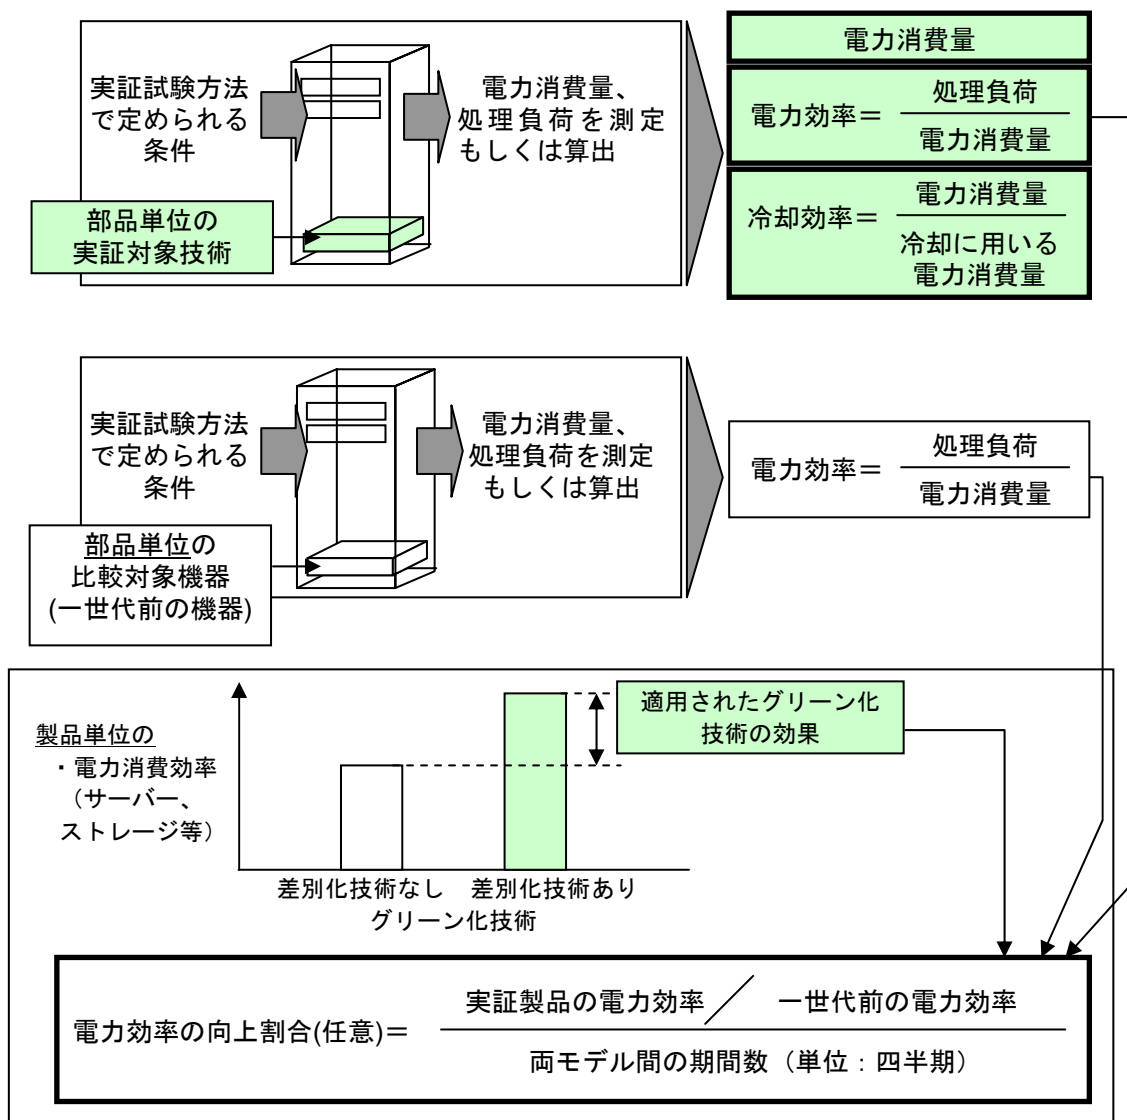 実証試験方法
で定められる
条件
電力消費量、
処理負荷を測定
もしくは算出
部品単位の
実証対象技術
電力消費量
電力効率＝
処理負荷
電力消費量
冷却効率＝
電力消費量
冷却に用いる
電力消費量
実証試験方法
で定められる
条件
電力消費量、
処理負荷を測定
もしくは算出
部品単位の
比較対象機器
(一世代前の機器)
電力効率＝
処理負荷
電力消費量
製品単位の
・電力消費効率
（サーバー、
ストレージ等）
適用されたグリーン化
技術の効果
差別化技術なし 差別化技術あり
グリーン化技術
電力効率の向上割合(任意)＝
実証製品の電力効率／一世代前の電力効率
両モデル間の期間数（単位：四半期）